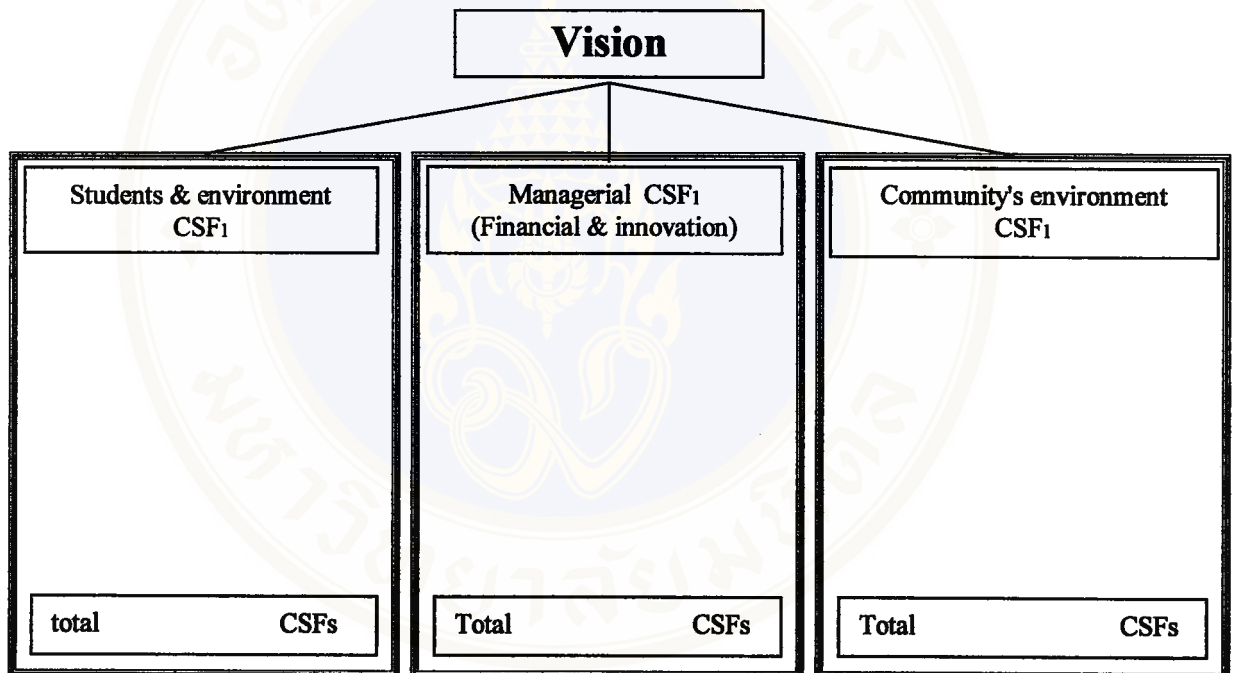 Vision
Students & environment
CSF1
Managerial CSF1
(Financial & innovation)
Community's environment
CSF1
total CSFs
Total CSFs
Total CSFs